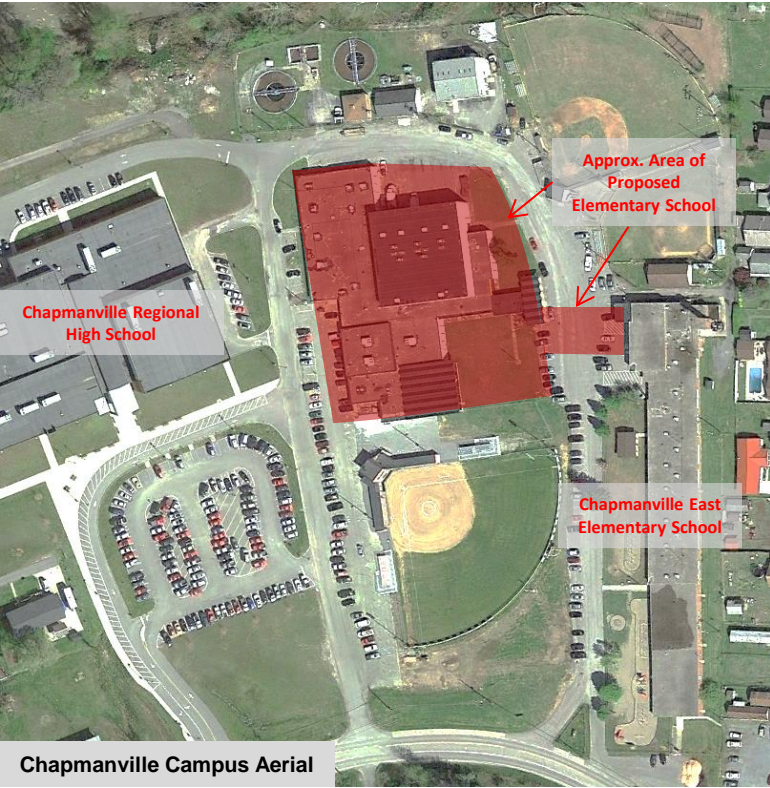 Approx. Area of
Proposed
Elementary School
Chapmanville Regional
High School
Chapmanville East
Elementary School
Chapmanville Campus Aerial